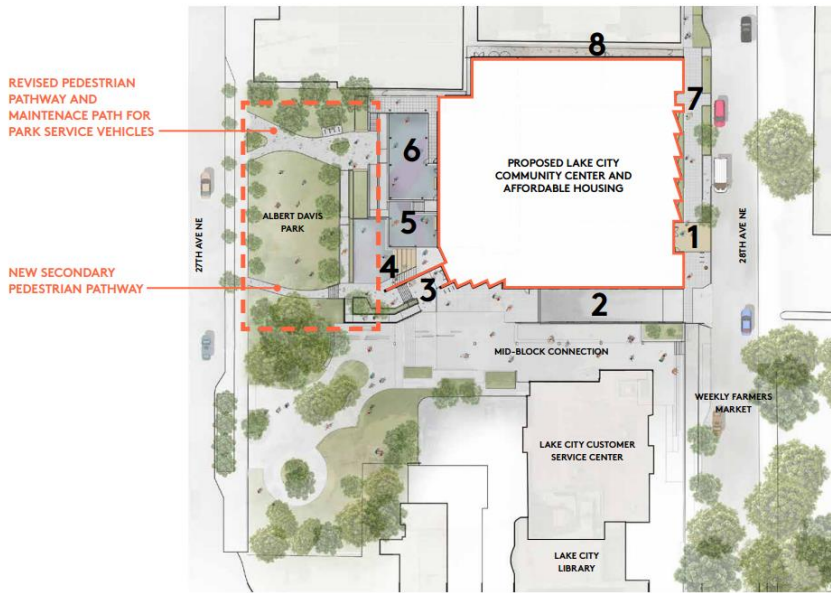 REVISED PEDESTRIAN
PATHWAY AND
MAINTENACE PATH FOR
PARK SERVICE VEHICLES
NEW SECONDARY
PEDESTRIAN PATHWAY
27TH AVE NE
ALBERT DAVIS
PARK
8
7
6
PROPOSED LAKE CITY
COMMUNITY CENTER AND
AFFORDABLE HOUSING
5
1
4
3
2
28TH AVE NE
MID-BLOCK CONNECTION
WEEKLY FARMERS
MARKET
LAKE CITY CUSTOMER
SERVICE CENTER
LAKE CITY
LIBRARY